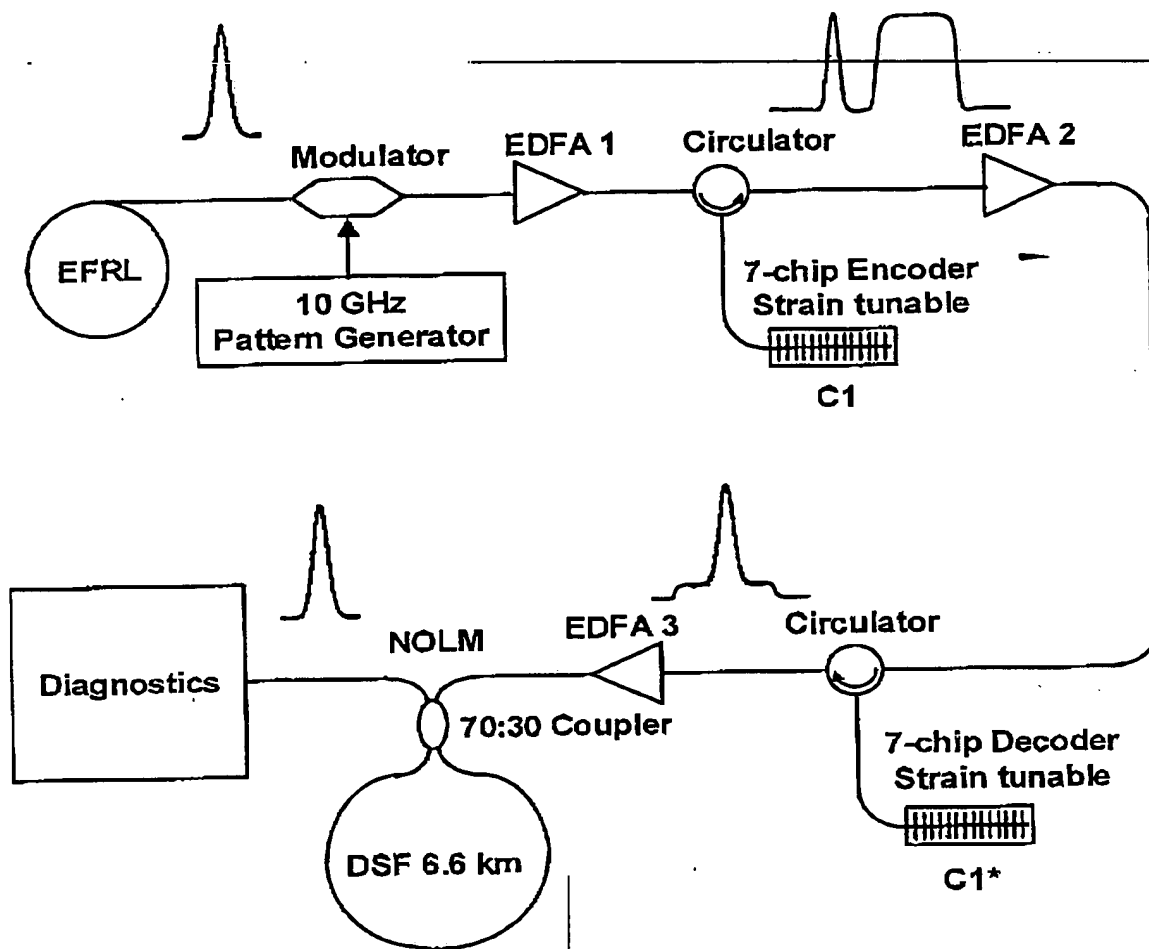 EDFA 1
Circulator
EDFA 2
Modulator
EFRL
10 GHz
Pattern Generator
7-chip Encoder
Strain tunable
C1
Diagnostics
NOLM
EDFA 3
Circulator
70:30 Coupler
7-chip Decoder
Strain tunable
DSF 6.6 km
C1*